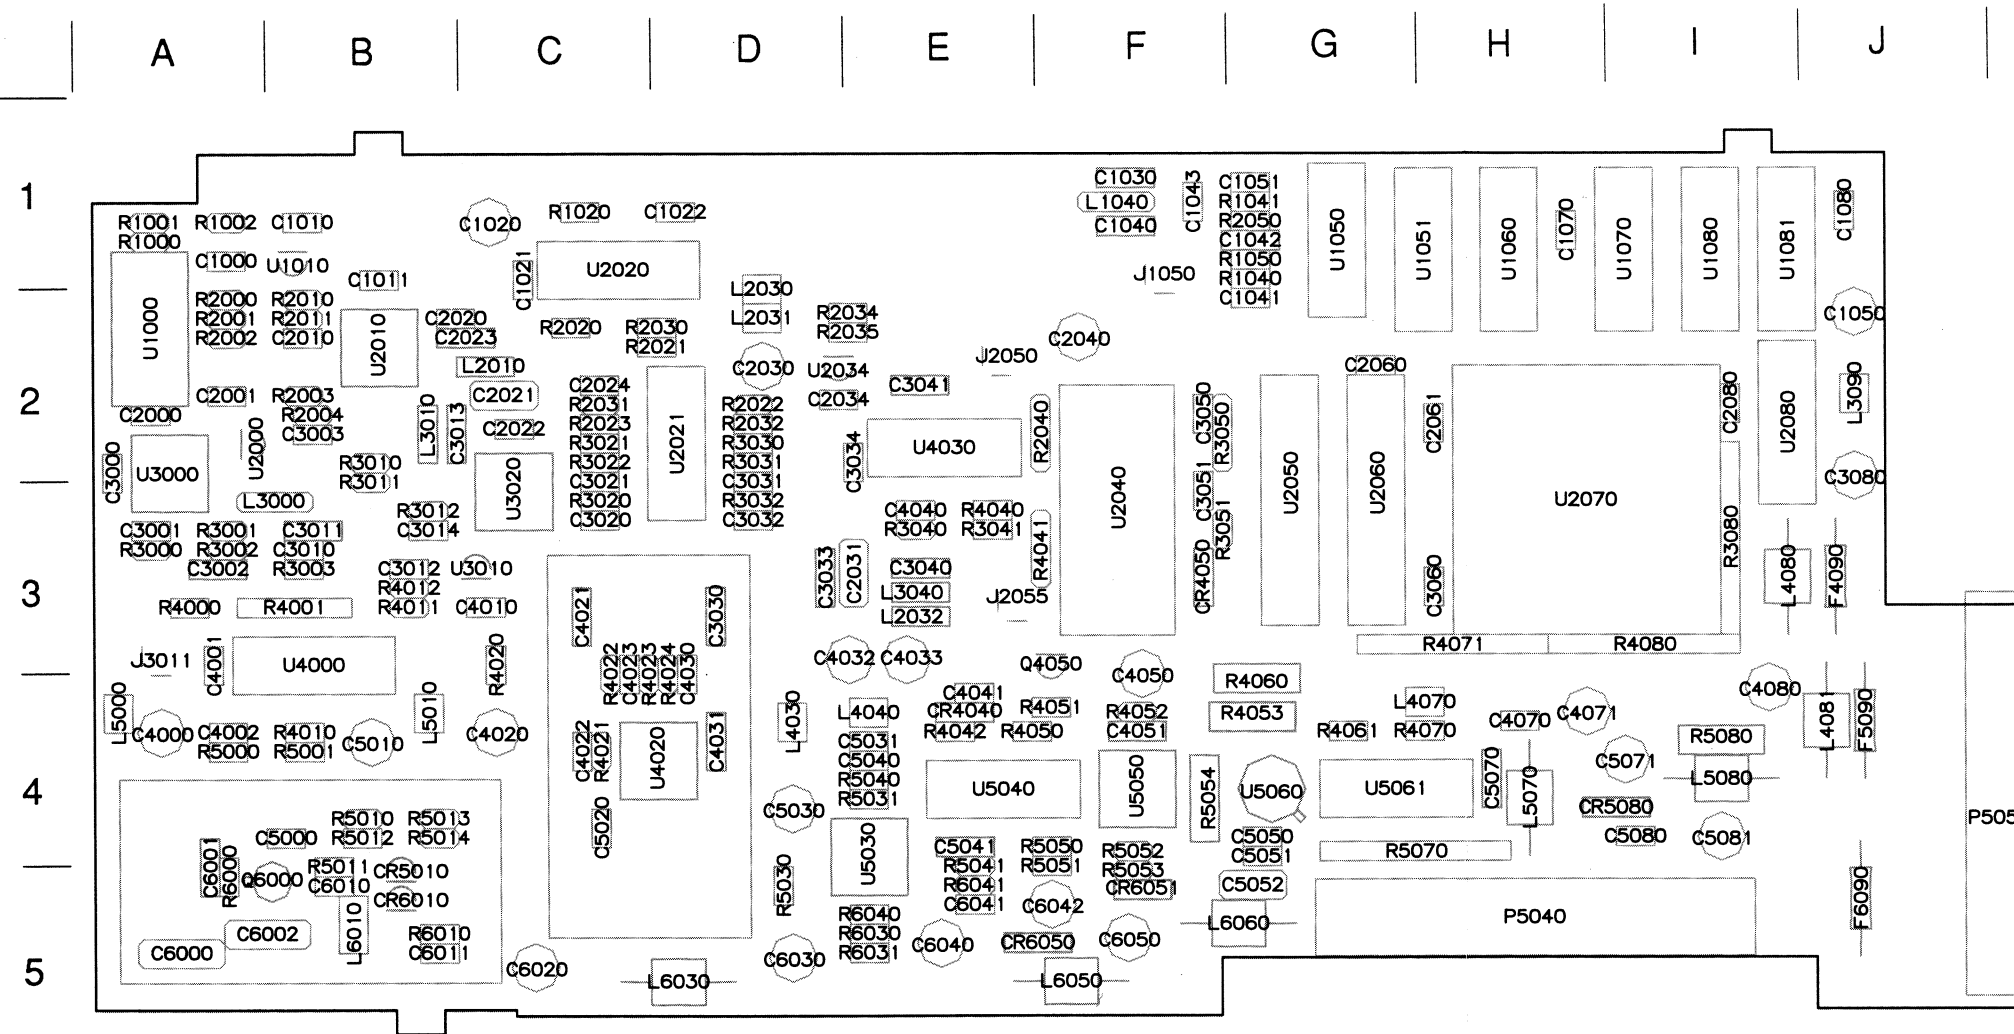 A B C D E F G H I J
1
R1001 R1002 C1010 C1020 R1020 C1022 C1030 C1043 C1051 C1080
L1040 R1041
R1000 C1040 R2050 U1050 U1051 U1060 C1070 U1070 U1080 U1081
C1042
C1000 U1010 C1011 C1021 U2020 J1050 R1050
R1040
R2000 R2010 L2030 C1041
U1000 R2001 R2011 C2020 L2031 R2034 C1050
R2002 C2010 U2010 C2023 R2020 R2030 R2035 C2040
R2021
L2010 C2030 U2034 J2050 C2060
2
C2001 R2003 C2021 C2024 C2034 C3041 L3090
C2000 R2004 L3010 C3013 R2031 R2022 R2040 C3050 R3050 C2061 C2080 U2080
C3003 C2022 R2023 R2032
U2000 R3021 U2021 R3030 U4030
C3000 U3000 R3010 R3022 R3031 C3034
R3011 C3021 C3031 C3080
L3000 U3020 R3020 R3032 U2040 C3051 U2050 U2060 U2070
R3012 C3020 C3032 C4040 R4040
C3001 R3001 C3011 C3014 R3040 R3041 R3051 R3080
R3000 R3002 C3010 R4041
3
C3002 R3003 C3012 U3010 C3033 C2031 C3040 CR4050 L4080 F4090
R4012 L3040 C3060
R4000 R4001 R4011 C4010 C4021 C3030 J2055
L2032
R4071 R4080
J3011 C4001 U4000 R4020 R4022 C4023 R4023 R4024 C4030 C4032 C4033 Q4050 C4050 R4060
L5000 C4000 C4002 R4010 L5010 C4020 L4030 C4041 R4051 L4070 C4080
L4040 CR4040 R4052 R4053 C4070 C4071 L4081 F5090
R5000 R5001 C5010 C4022 R4021 C4031 R4042 R4050 C4051 R4061 R4070
U4020 C5031 R5080
C5040 C5071
4
R5040 U5040 U5050 R5054 U5060 U5061 C5070 L5070 L5080
R5031
R5010 R5013 C5020 C5030 CR5080 P505
C5000 R5012 R5014 C5041 R5050 R5052 C5050 C5080 C5081
C6001 R6000 R5011 CR5010 U5030 R5041 R5051 R5053 C5051 R5070
Q6000 C6010 CR6010 R5030 R6041 CR6051 C5052
C6041 C6042 F6090
C6002 L6010 R6010 R6040 P5040
C6000 C6011 R6030 C6040 CR6050 C6050 L6060
5
C6020 C6030 R6031
L6030 L6050